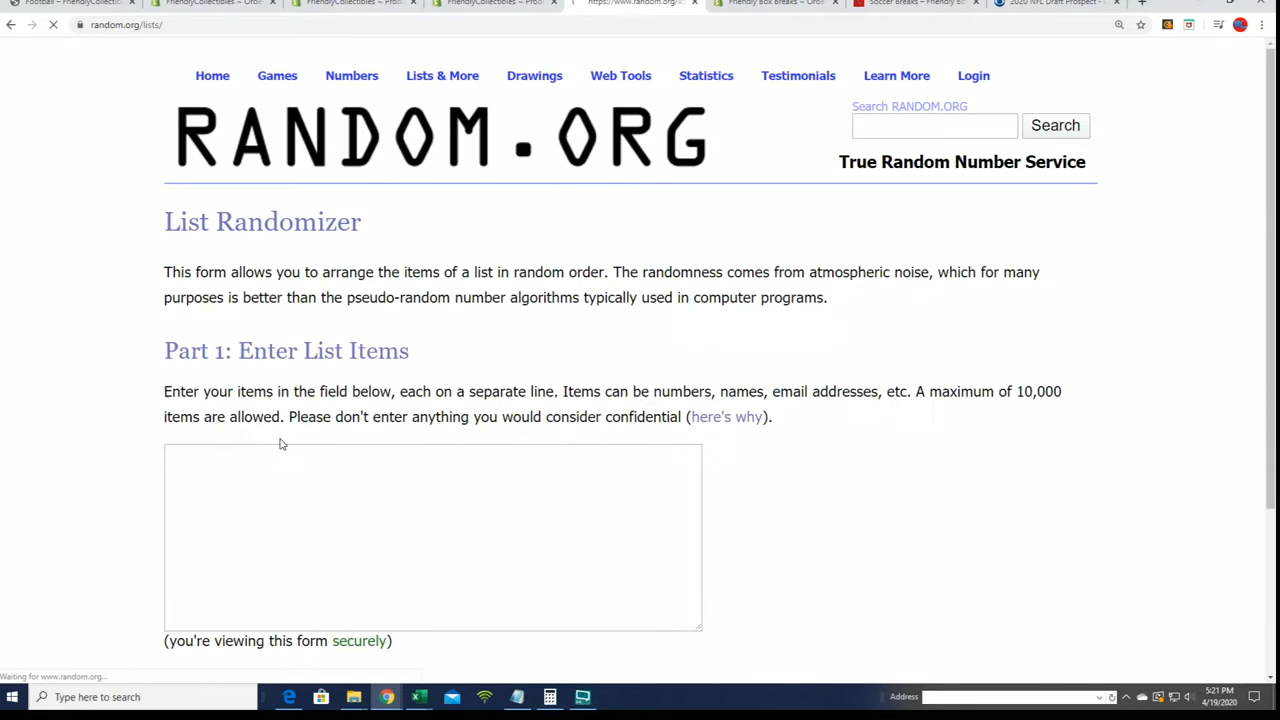 Football – FriendlyCollecti
FriendlyCollectibles ~ Orde
FriendlyCollectibles ~ Prod
FriendlyCollectibles ~ Prod
https://www.random.org/lis
Friendly Box Breaks ~ Orde
Soccer Breaks – Friendly Bo
2020 NFL Draft Prospect -
random.org/lists/
Home Games Numbers Lists & More Drawings Web Tools Statistics Testimonials Learn More Login
RANDOM.ORG
Search RANDOM.ORG
Search
True Random Number Service
List Randomizer
This form allows you to arrange the items of a list in random order. The randomness comes from atmospheric noise, which for many
purposes is better than the pseudo-random number algorithms typically used in computer programs.
Part 1: Enter List Items
Enter your items in the field below, each on a separate line. Items can be numbers, names, email addresses, etc. A maximum of 10,000
items are allowed. Please don't enter anything you would consider confidential (here's why).
(you're viewing this form securely)
Waiting for www.random.org...
Type here to search
Address
5:21 PM
4/19/2020